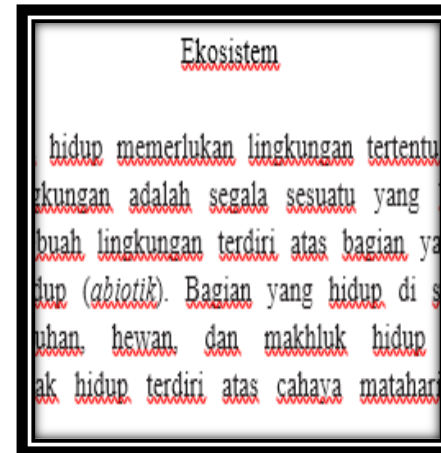 Ekosistem
hidup memerlukan lingkungan tertentu
gkungan adalah segala sesuatu yang
buah lingkungan terdiri atas bagian ya
dup (abiotik). Bagian yang hidup di s
uhan, hewan, dan makhluk hidup
ak hidup terdiri atas cahaya matahari